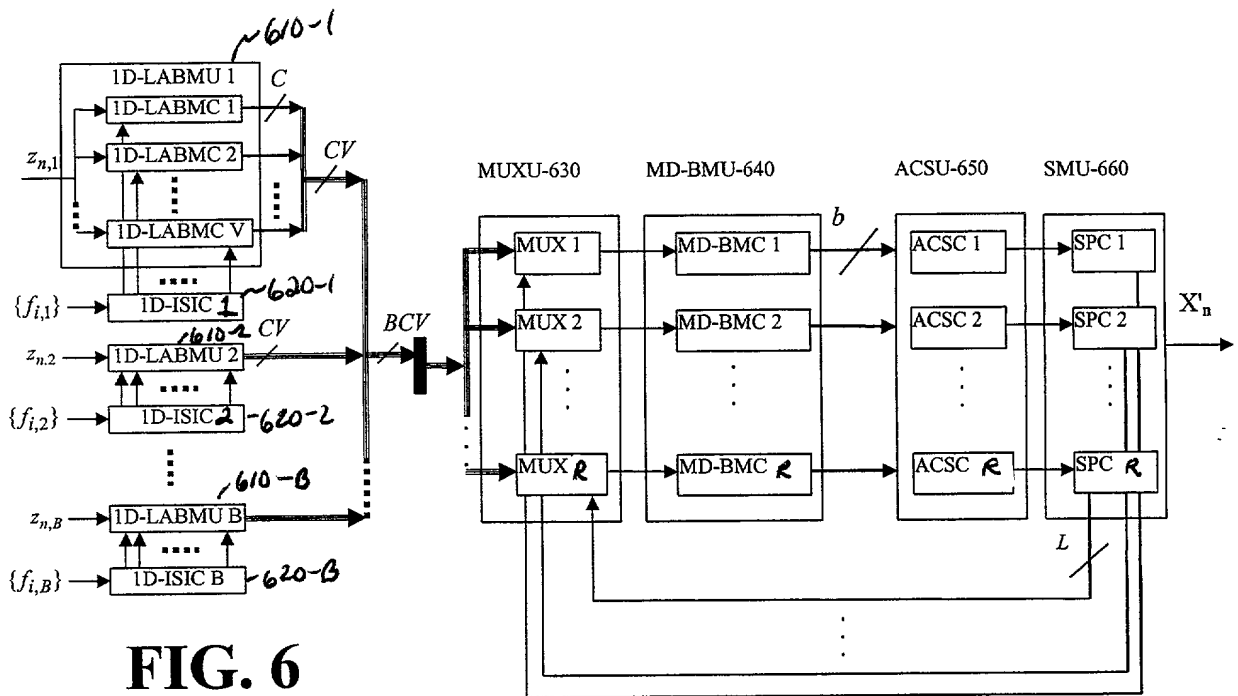 610-1
1D-LABMU 1
C
1D-LABMC 1
z_{n,1}
1D-LABMC 2
CV
1D-LABMC V
{f_{i,1}}
1D-ISIC 1
620-1
610-2
CV
z_{n.2}
1D-LABMU 2
BCV
{f_{i,2}}
1D-ISIC 2
620-2
610-B
z_{n,B}
1D-LABMU B
{f_{i,B}}
1D-ISIC B
620-B
MUXU-630
MD-BMU-640
ACSU-650
SMU-660
b
MUX 1
MD-BMC 1
ACSC 1
SPC 1
MUX 2
MD-BMC 2
ACSC 2
SPC 2
X'_n
MUX R
MD-BMC R
ACSC R
SPC R
L
FIG. 6